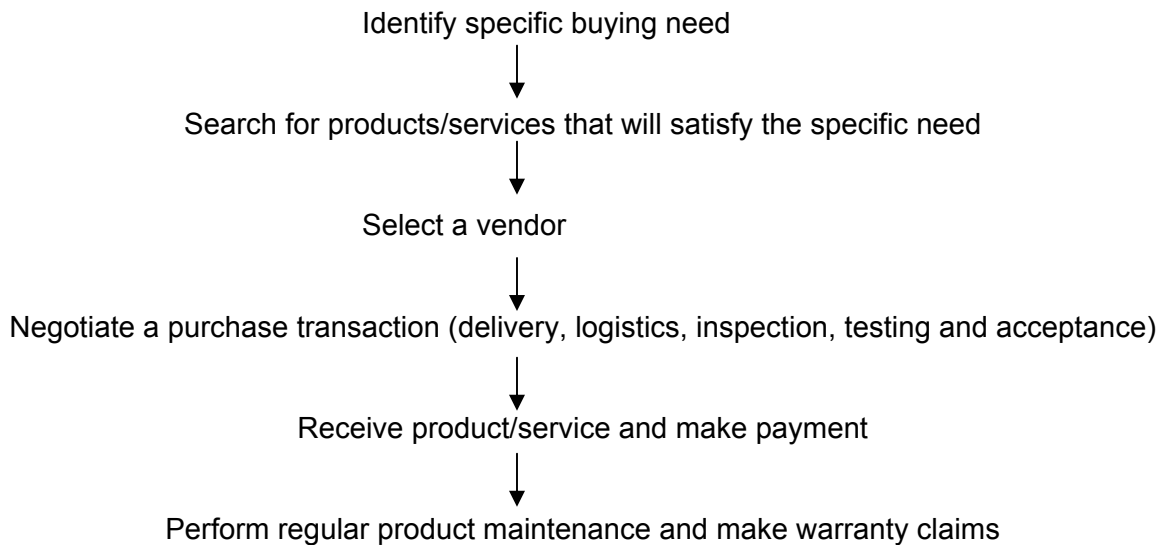 Identify specific buying need
Search for products/services that will satisfy the specific need
Select a vendor
Negotiate a purchase transaction (delivery, logistics, inspection, testing and acceptance)
Receive product/service and make payment
Perform regular product maintenance and make warranty claims